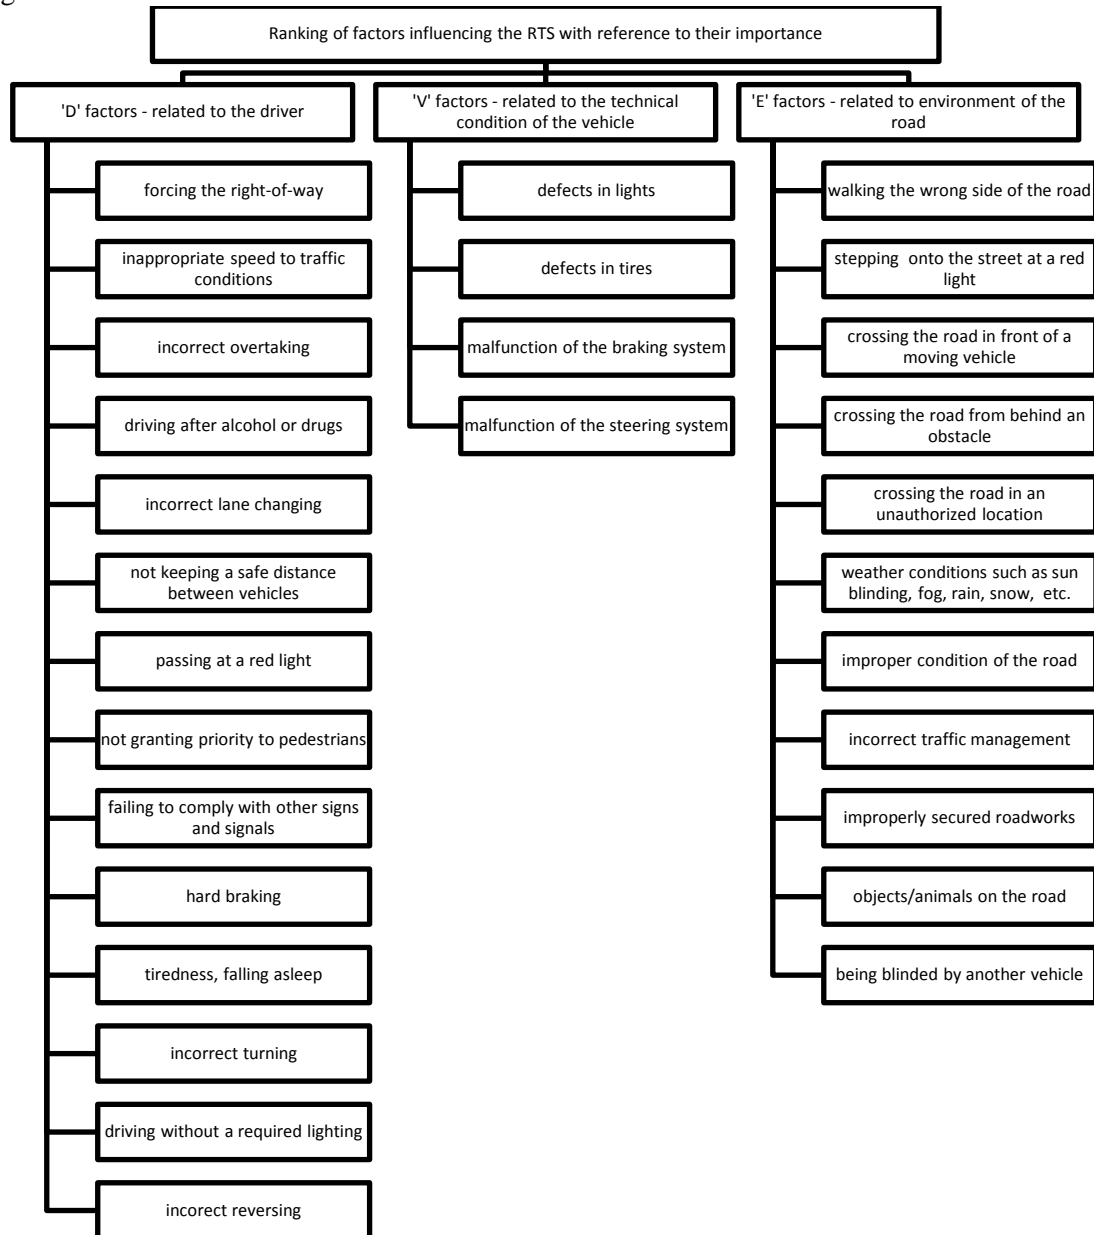 g
Ranking of factors influencing the RTS with reference to their importance
'D' factors - related to the driver
forcing the right-of-way
inappropriate speed to traffic
conditions
incorrect overtaking
driving after alcohol or drugs
incorrect lane changing
not keeping a safe distance
between vehicles
passing at a red light
not granting priority to pedestrians
failing to comply with other signs
and signals
hard braking
tiredness, falling asleep
incorrect turning
driving without a required lighting
incorect reversing
'V' factors - related to the technical
condition of the vehicle
defects in lights
defects in tires
malfunction of the braking system
malfunction of the steering system
'E' factors - related to environment of the
road
walking the wrong side of the road
stepping  onto the street at a red
light
crossing the road in front of a
moving vehicle
crossing the road from behind an
obstacle
crossing the road in an
unauthorized location
weather conditions such as sun
blinding, fog, rain, snow,  etc.
improper condition of the road
incorrect traffic management
improperly secured roadworks
objects/animals on the road
being blinded by another vehicle